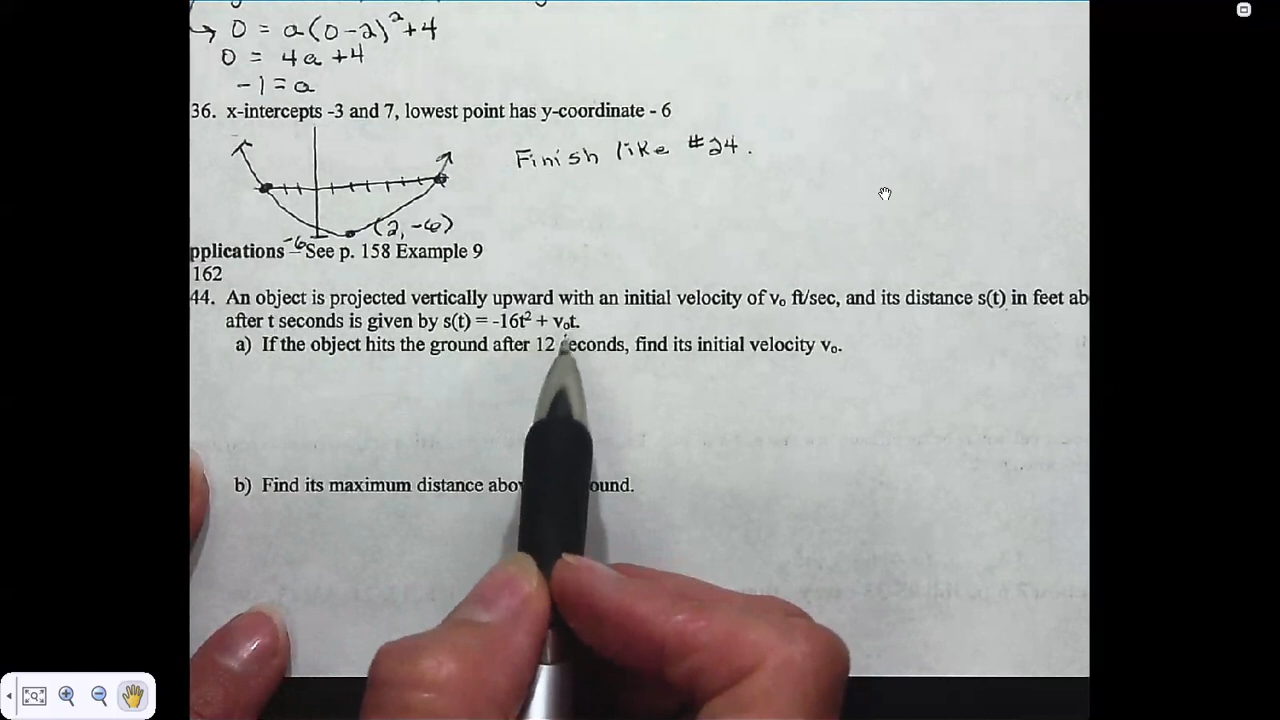 0 = a(0-2)²+4
0 = 4a+4
-1 = a
36. x-intercepts -3 and 7, lowest point has y-coordinate - 6
Finish like #24.
(2, -6)
-6
pplications – See p. 158 Example 9
162
44. An object is projected vertically upward with an initial velocity of v₀ ft/sec, and its distance s(t) in feet ab
after t seconds is given by s(t) = -16t² + v₀t.
a) If the object hits the ground after 12 seconds, find its initial velocity v₀.
b) Find its maximum distance abo ound.